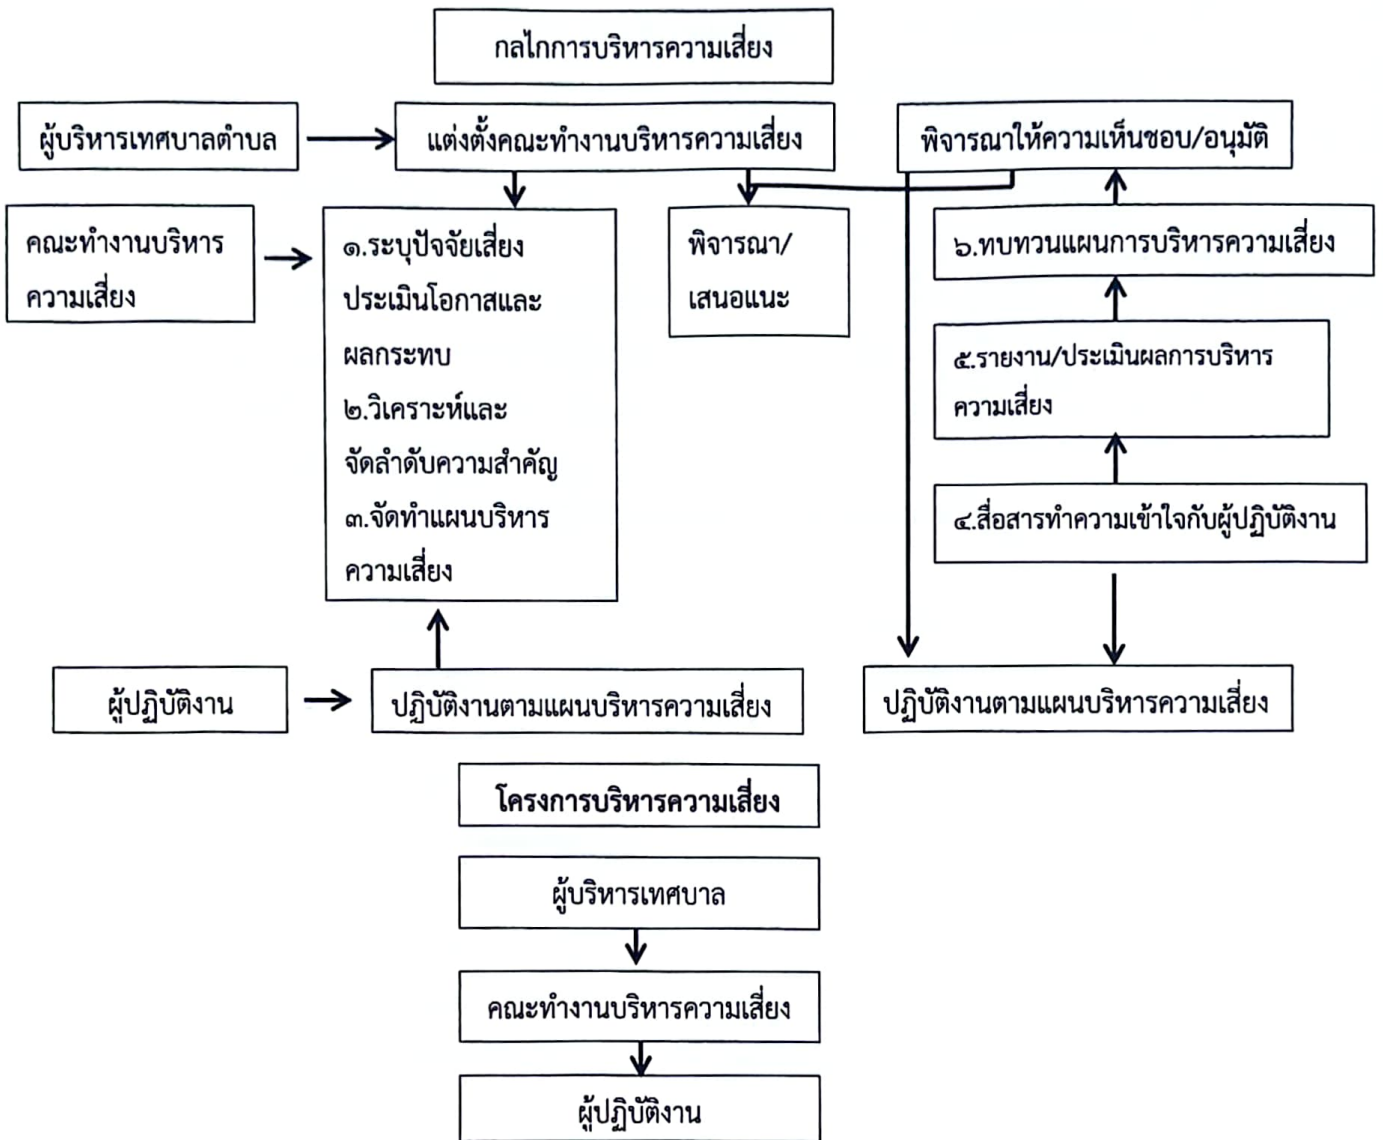 กลไกการบริหารความเสี่ยง
ผู้บริหารเทศบาลตำบล
แต่งตั้งคณะทำงานบริหารความเสี่ยง
พิจารณาให้ความเห็นชอบ/อนุมัติ
คณะทำงานบริหาร
ความเสี่ยง
๑.ระบุปัจจัยเสี่ยง
ประเมินโอกาสและ
ผลกระทบ
๒.วิเคราะห์และ
จัดลำดับความสำคัญ
๓.จัดทำแผนบริหาร
ความเสี่ยง
พิจารณา/
เสนอแนะ
๖.ทบทวนแผนการบริหารความเสี่ยง
๕.รายงาน/ประเมินผลการบริหาร
ความเสี่ยง
๔.สื่อสารทำความเข้าใจกับผู้ปฏิบัติงาน
ผู้ปฏิบัติงาน
ปฏิบัติงานตามแผนบริหารความเสี่ยง
ปฏิบัติงานตามแผนบริหารความเสี่ยง
โครงการบริหารความเสี่ยง
ผู้บริหารเทศบาล
คณะทำงานบริหารความเสี่ยง
ผู้ปฏิบัติงาน